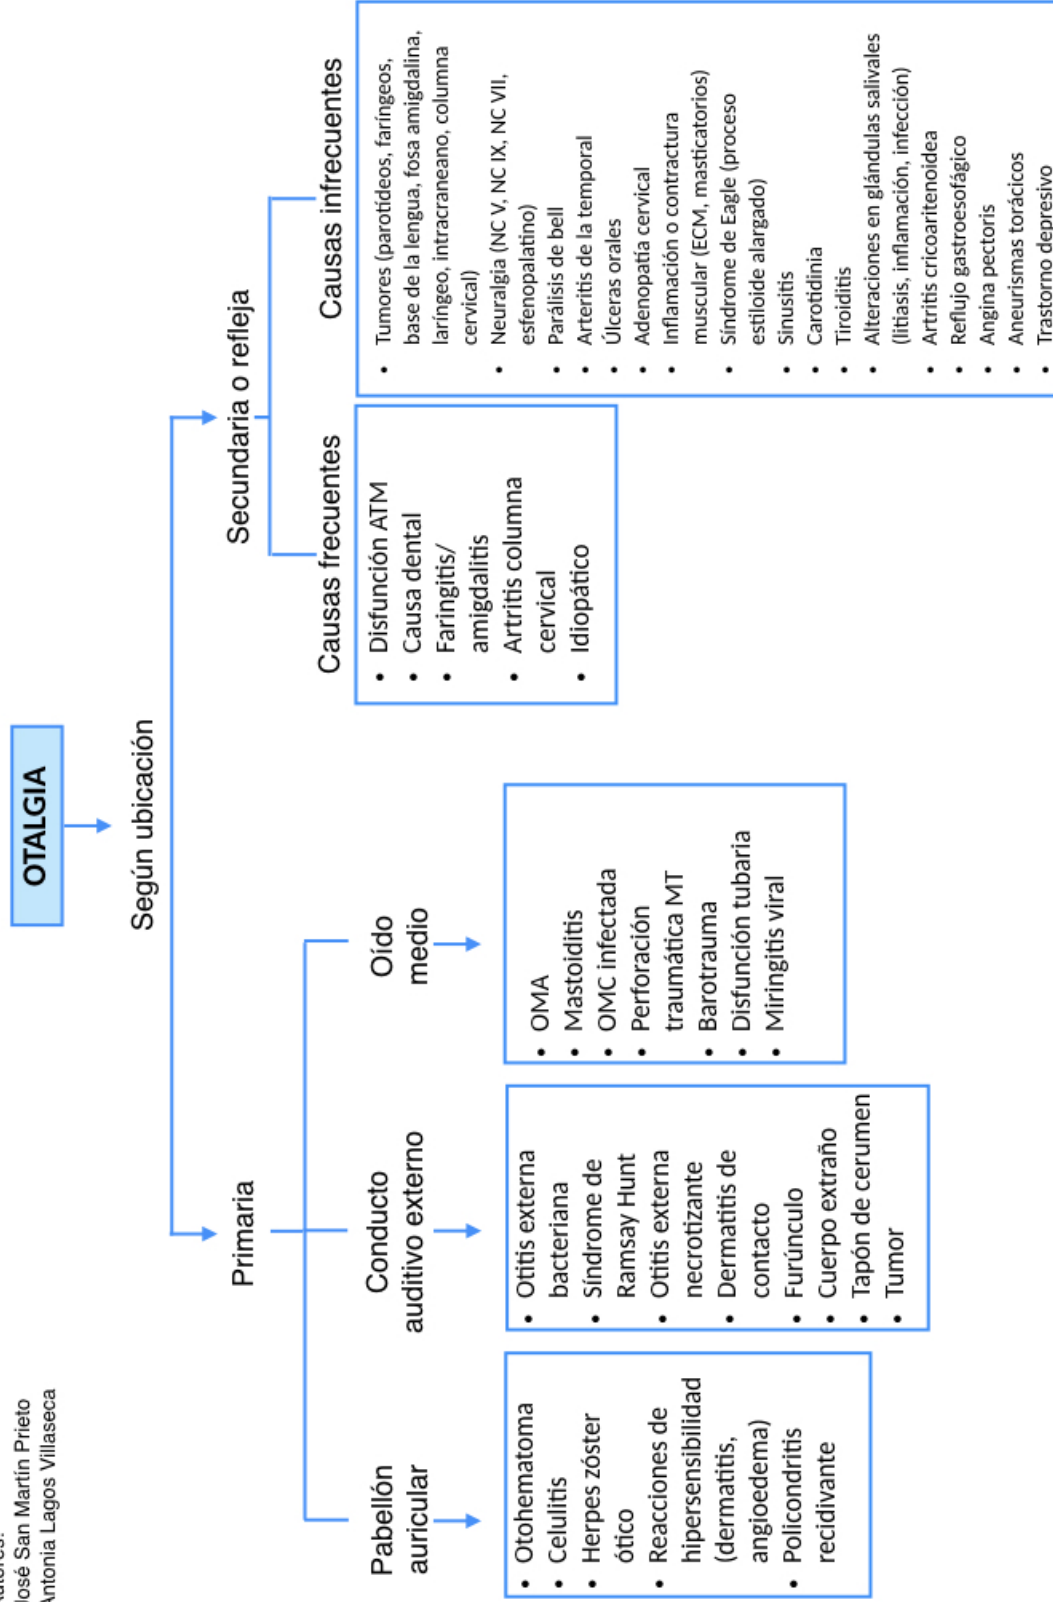 José San Martín Prieto
Antonia Lagos Villaseca
OTALGIA
Según ubicación
Primaria
Pabellón
auricular
• Otohematoma
• Celulitis
• Herpes zóster
ótico
• Reacciones de
hipersensibilidad
(dermatitis,
angioedema)
• Policondritis
recidivante
Conducto
auditivo externo
• Otitis externa
bacteriana
• Síndrome de
Ramsay Hunt
• Otitis externa
necrotizante
• Dermatitis de
contacto
• Furúnculo
• Cuerpo extraño
• Tapón de cerumen
• Tumor
Oído
medio
• OMA
• Mastoiditis
• OMC infectada
• Perforación
traumática MT
• Barotrauma
• Disfunción tubaria
• Miringitis viral
Secundaria o refleja
Causas frecuentes
• Disfunción ATM
• Causa dental
• Faringitis/
amigdalitis
• Artritis columna
cervical
• Idiopático
Causas infrecuentes
• Tumores (parotídeos, faríngeos,
base de la lengua, fosa amigdalina,
laríngeo, intracraneano, columna
cervical)
• Neuralgia (NC V, NC IX, NC VII,
esfenopalatino)
• Parálisis de bell
• Arteritis de la temporal
• Úlceras orales
• Adenopatía cervical
• Inflamación o contractura
muscular (ECM, masticatorios)
• Síndrome de Eagle (proceso
estiloide alargado)
• Sinusitis
• Carotidinia
• Tiroiditis
• Alteraciones en glándulas salivales
(litiasis, inflamación, infección)
• Artritis cricoaritenoidea
• Reflujo gastroesofágico
• Angina pectoris
• Aneurismas torácicos
• Trastorno depresivo